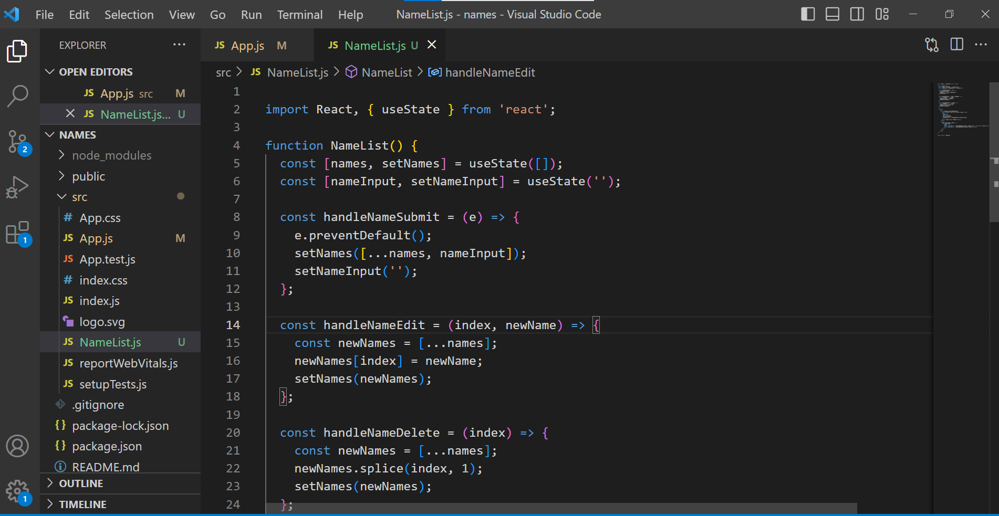 File Edit Selection View Go Run Terminal Help NameList.js - names - Visual Studio Code
EXPLORER
OPEN EDITORS
JS App.js src M
JS NameList.js... U
NAMES
node_modules
public
src
# App.css
JS App.js M
JS App.test.js
# index.css
JS index.js
logo.svg
JS NameList.js U
JS reportWebVitals.js
JS setupTests.js
.gitignore
{} package-lock.json
{} package.json
README.md
OUTLINE
TIMELINE
2
1
1
JS App.js M JS NameList.js U
src > JS NameList.js > NameList > handleNameEdit
1
2 import React, { useState } from 'react';
3
4 function NameList() {
5 const [names, setNames] = useState([]);
6 const [nameInput, setNameInput] = useState('');
7
8 const handleNameSubmit = (e) => {
9 e.preventDefault();
10 setNames([...names, nameInput]);
11 setNameInput('');
12 };
13
14 const handleNameEdit = (index, newName) => {
15 const newNames = [...names];
16 newNames[index] = newName;
17 setNames(newNames);
18 };
19
20 const handleNameDelete = (index) => {
21 const newNames = [...names];
22 newNames.splice(index, 1);
23 setNames(newNames);
24 };